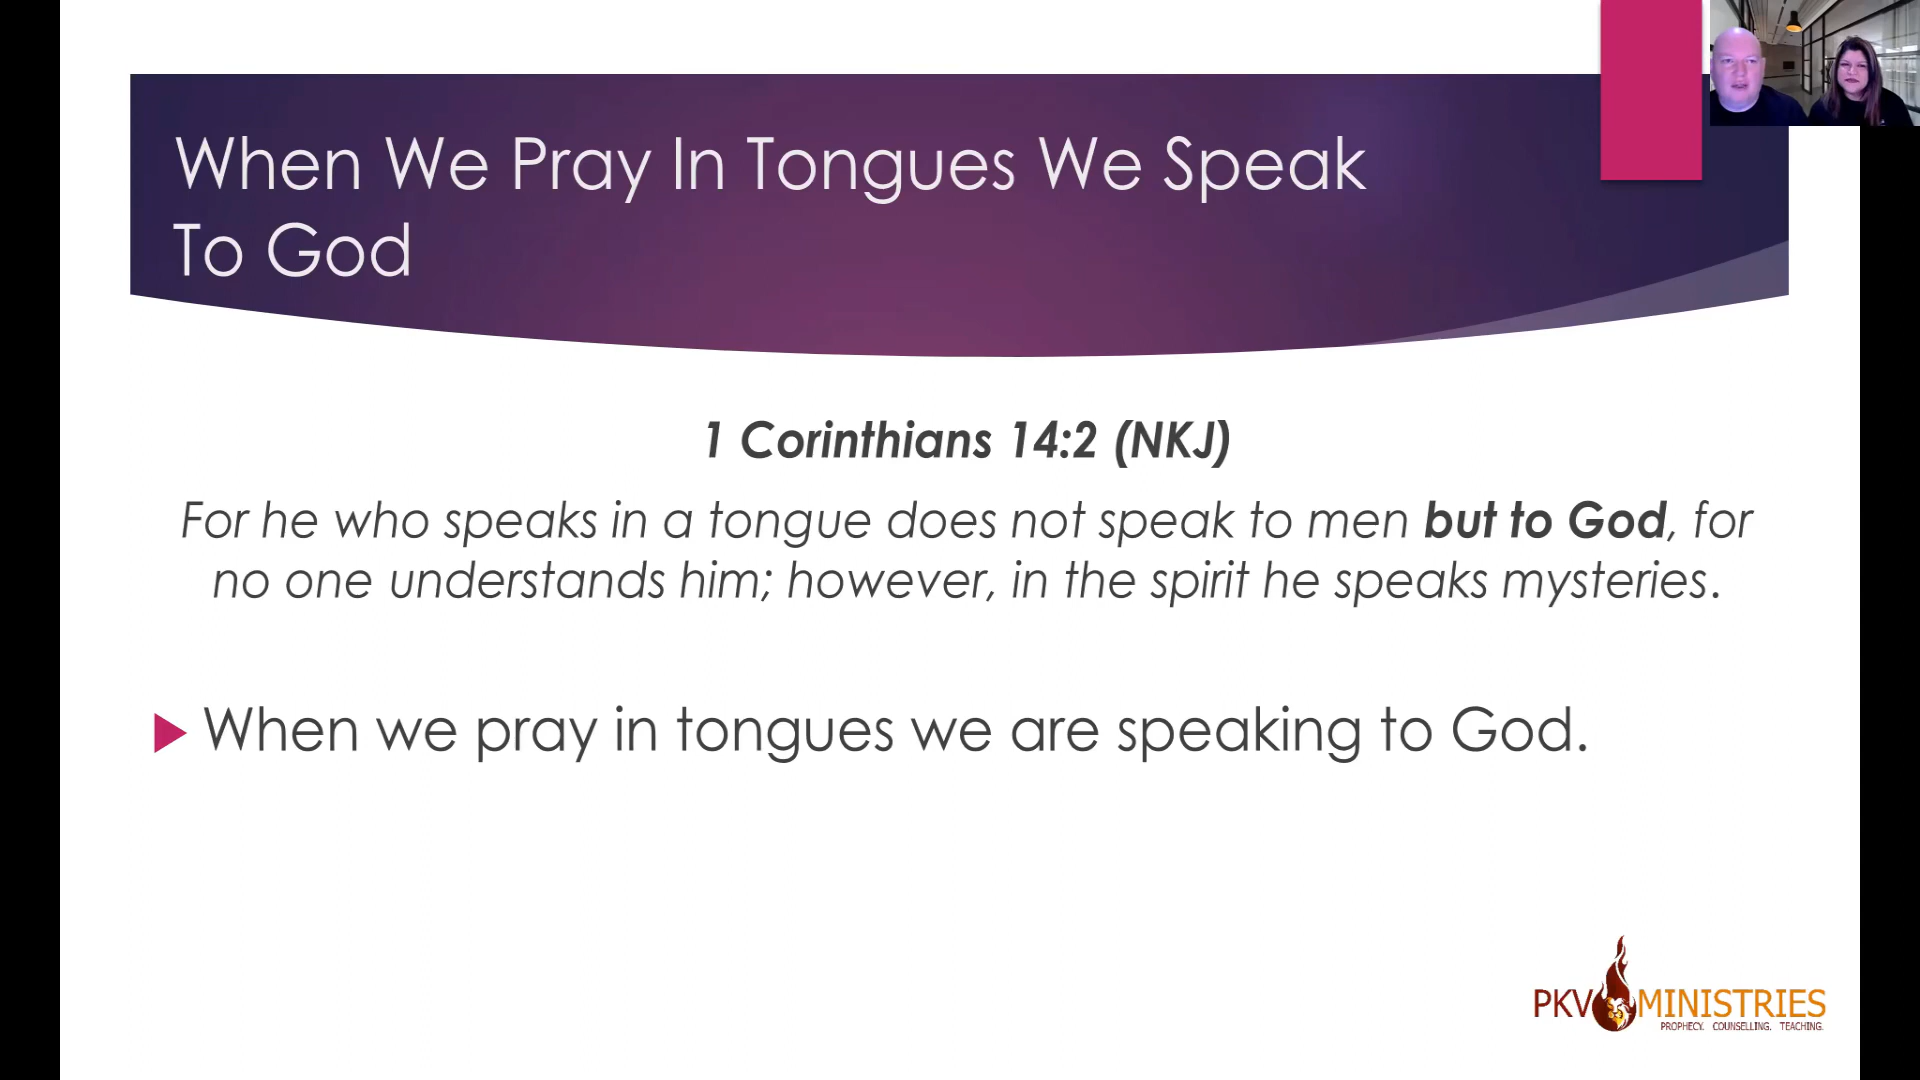 When We Pray In Tongues We Speak
To God
1 Corinthians 14:2 (NKJ)
For he who speaks in a tongue does not speak to men but to God, for
no one understands him; however, in the spirit he speaks mysteries.
When we pray in tongues we are speaking to God.
PKV MINISTRIES
PROPHECY. COUNSELLING. TEACHING.